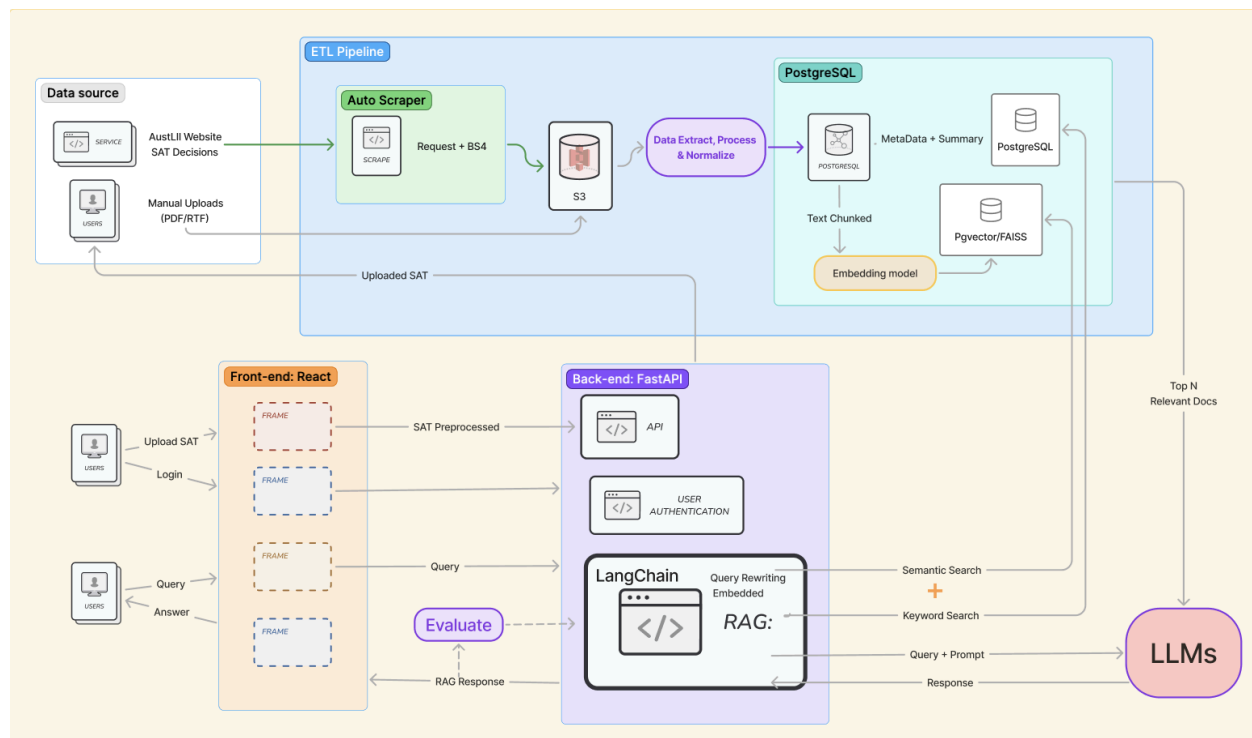 ETL Pipeline
Data source
SERVICE
AustLII Website
SAT Decisions
USERS
Manual Uploads
(PDF/RTF)
Auto Scraper
SCRAPE
Request + BS4
S3
Data Extract, Process
& Normalize
PostgreSQL
POSTGRESQL
MetaData + Summary
PostgreSQL
Text Chunked
Pgvector/FAISS
Embedding model
Uploaded SAT
Top N
Relevant Docs
Front-end: React
FRAME
FRAME
FRAME
FRAME
USERS
Upload SAT
Login
USERS
Query
Answer
SAT Preprocessed
Query
Evaluate
RAG Response
Back-end: FastAPI
API
USER
AUTHENTICATION
LangChain
Query Rewriting
Embedded
RAG:
Semantic Search
+
Keyword Search
Query + Prompt
Response
LLMs